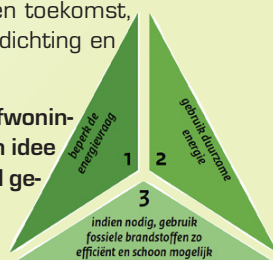 en toekomst,
dichting en
fwonin-
n idee
d ge-
beperk de
energievraag
1
2
gebruik duurzame
energie
3
indien nodig, gebruik
fossiele brandstoffen zo
efficiënt en schoon mogelijk